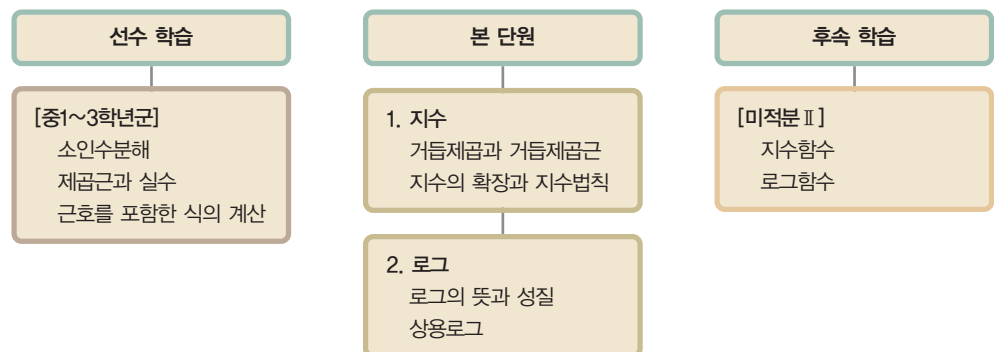 선수 학습
[중1~3학년군]
소인수분해
제곱근과 실수
근호를 포함한 식의 계산
본 단원
1. 지수
거듭제곱과 거듭제곱근
지수의 확장과 지수법칙
2. 로그
로그의 뜻과 성질
상용로그
후속 학습
[미적분Ⅱ]
지수함수
로그함수